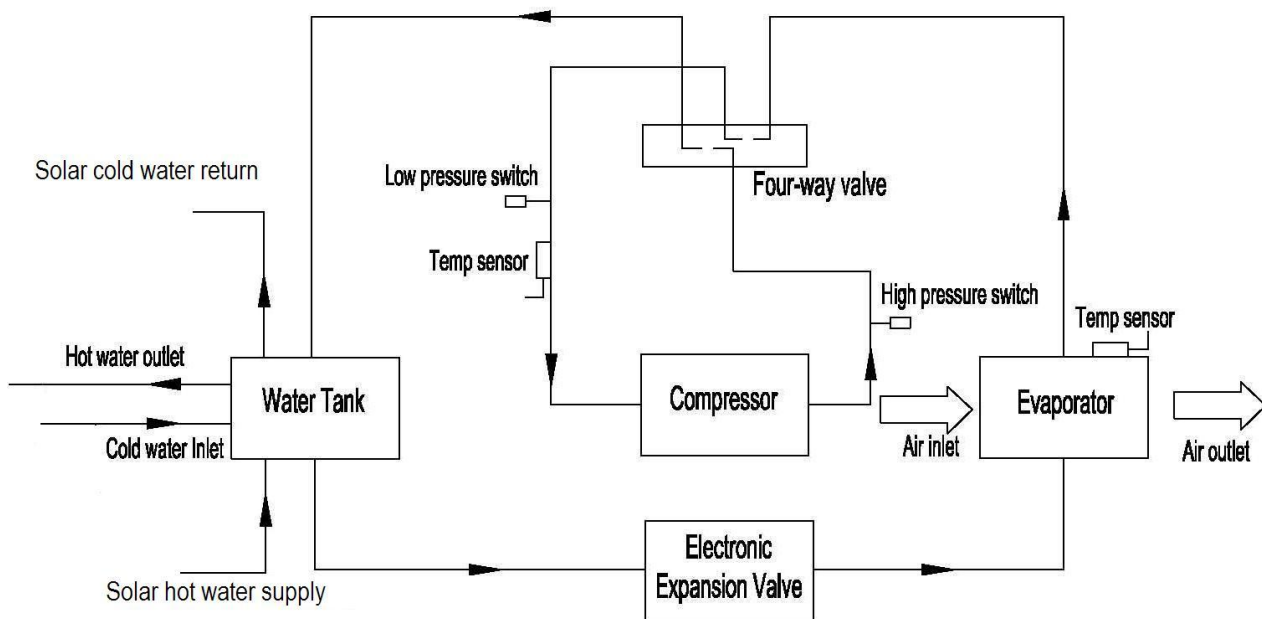 Solar cold water return
Low pressure switch
Four-way valve
Temp sensor
High pressure switch
Temp sensor
Hot water outlet
Water Tank
Compressor
Evaporator
Cold water Inlet
Air inlet
Air outlet
Electronic
Expansion Valve
Solar hot water supply